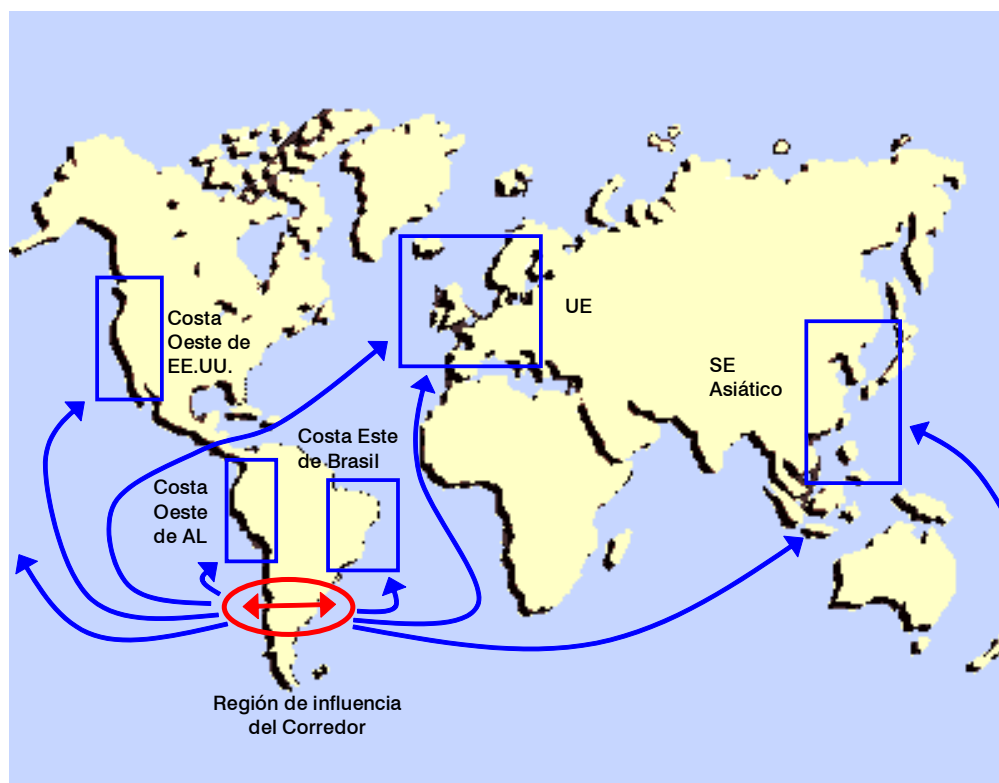 Costa
Oeste de
EE.UU.
UE
SE
Asiático
Costa Este
de Brasil
Costa
Oeste
de AL
Región de influencia
del Corredor